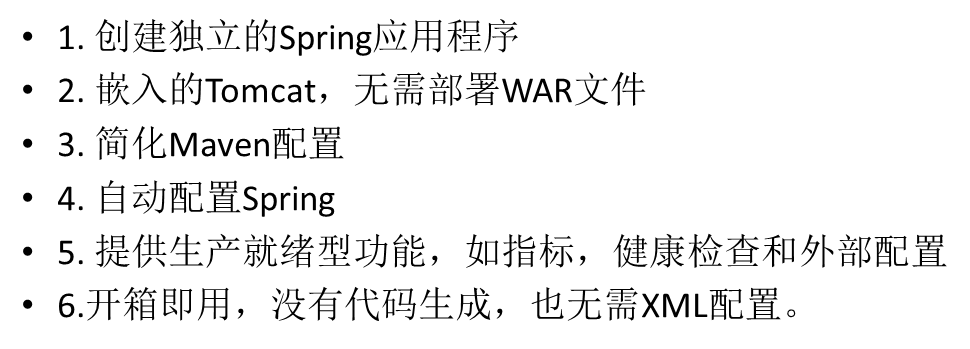 • 1. 创建独立的Spring应用程序
• 2. 嵌入的Tomcat，无需部署WAR文件
• 3. 简化Maven配置
• 4. 自动配置Spring
• 5. 提供生产就绪型功能，如指标，健康检查和外部配置
• 6.开箱即用，没有代码生成，也无需XML配置。